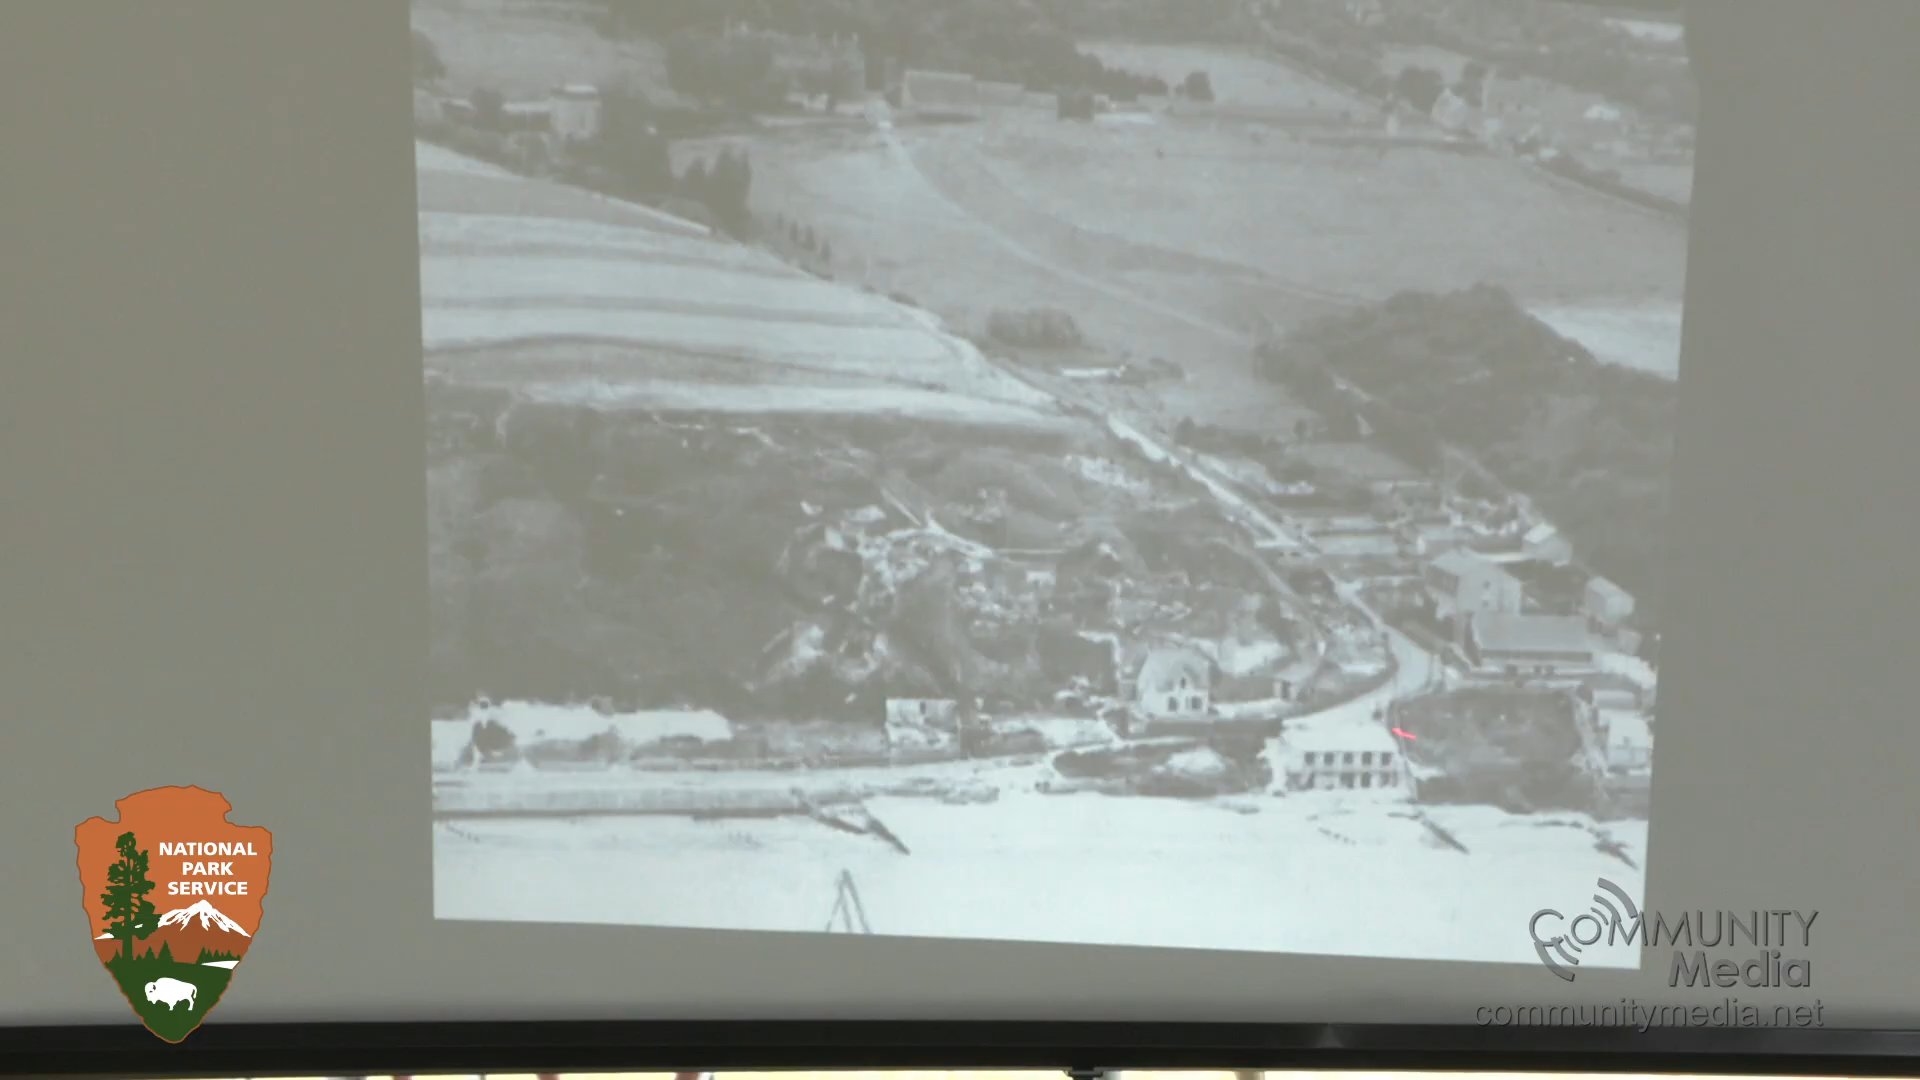 NATIONAL
PARK
SERVICE
COMMUNITY
Media
communitymedia.net